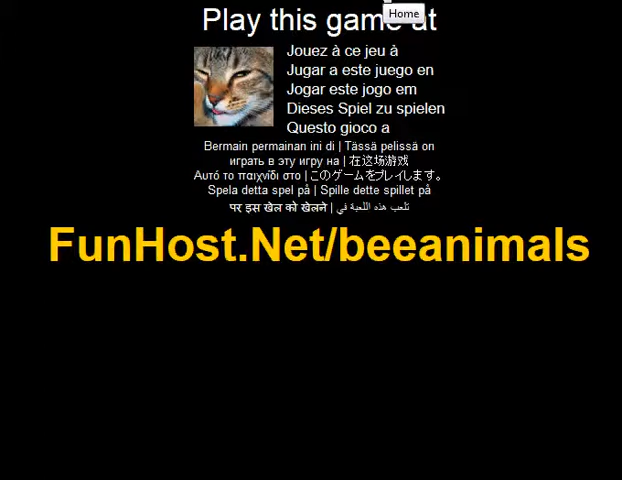 Play this game at
Home
Jouez à ce jeu à
Jugar a este juego en
Jogar este jogo em
Dieses Spiel zu spielen
Questo gioco a
Bermain permainan ini di | Tässä pelissä on
играть в эту игру на | 在这场游戏
Αυτό το παιχνίδι στο | このゲームをプレイします。
Spela detta spel på | Spille dette spillet på
पर इस खेल को खेलने | تلعب هذه اللعبة في
FunHost.Net/beeanimals